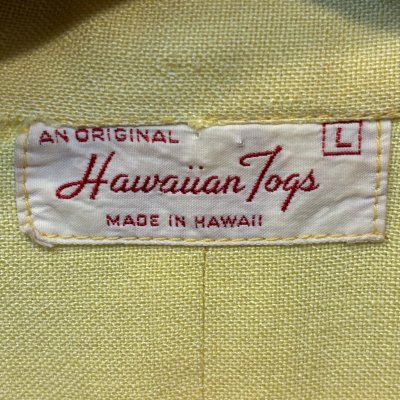 AN ORIGINAL
L
Hawaiian Togs
MADE IN HAWAII